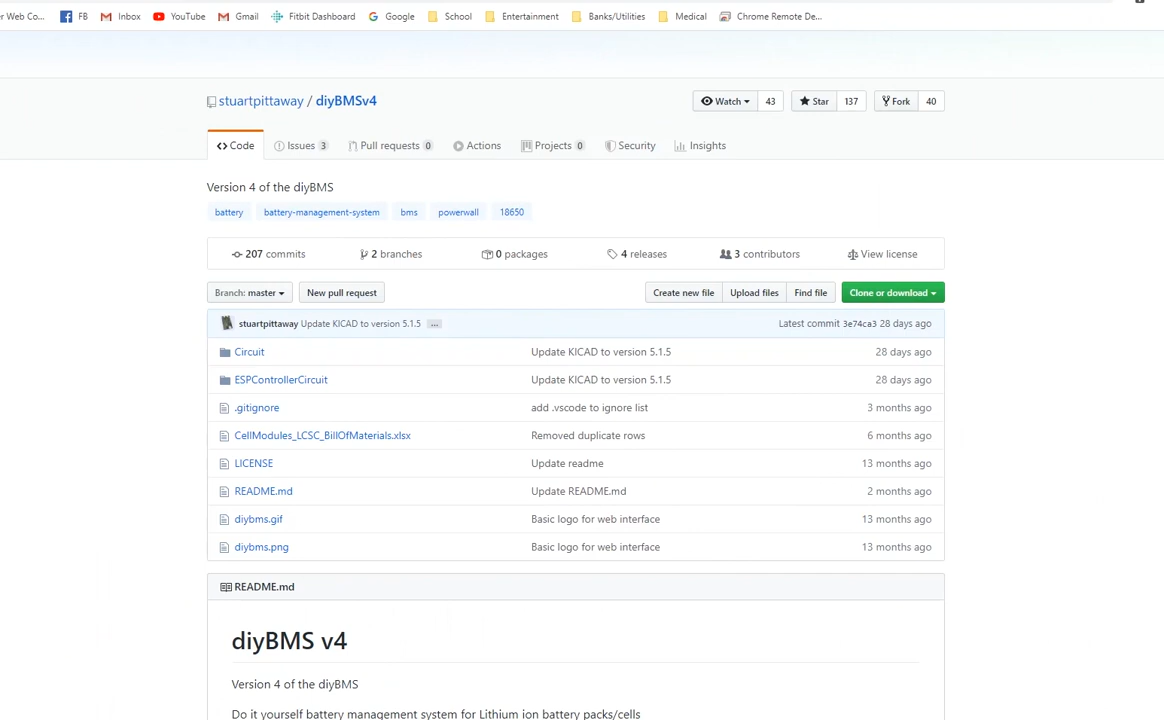 er Web Co... FB Inbox YouTube Gmail Fitbit Dashboard Google School Entertainment Banks/Utilities Medical Chrome Remote De...
stuartpittaway / diyBMSv4 Watch 43 Star 137 Fork 40
Code Issues 3 Pull requests 0 Actions Projects 0 Security Insights
Version 4 of the diyBMS
battery battery-management-system bms powerwall 18650
207 commits 2 branches 0 packages 4 releases 3 contributors View license
Branch: master New pull request Create new file Upload files Find file Clone or download
stuartpittaway Update KICAD to version 5.1.5 ... Latest commit 3e74ca3 28 days ago
Circuit Update KICAD to version 5.1.5 28 days ago
ESPControllerCircuit Update KICAD to version 5.1.5 28 days ago
.gitignore add .vscode to ignore list 3 months ago
CellModules_LCSC_BillOfMaterials.xlsx Removed duplicate rows 6 months ago
LICENSE Update readme 13 months ago
README.md Update README.md 2 months ago
diybms.gif Basic logo for web interface 13 months ago
diybms.png Basic logo for web interface 13 months ago
README.md
diyBMS v4
Version 4 of the diyBMS
Do it yourself battery management system for Lithium ion battery packs/cells